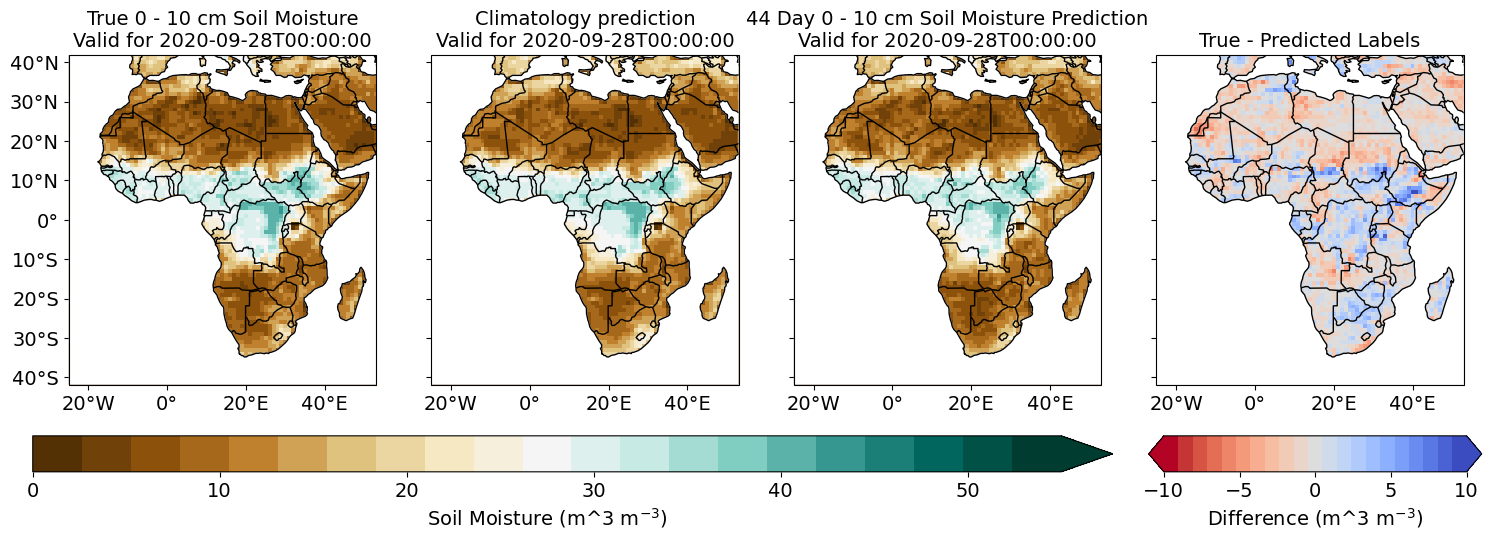 True 0 - 10 cm Soil Moisture
Valid for 2020-09-28T00:00:00
Climatology prediction
Valid for 2020-09-28T00:00:00
44 Day 0 - 10 cm Soil Moisture Prediction
Valid for 2020-09-28T00:00:00
True - Predicted Labels
40°N
30°N
20°N
10°N
0°
10°S
20°S
30°S
40°S
20°W 0° 20°E 40°E
20°W 0° 20°E 40°E
20°W 0° 20°E 40°E
20°W 0° 20°E 40°E
0 10 20 30 40 50
Soil Moisture (m^3 m⁻³)
−10 −5 0 5 10
Difference (m^3 m⁻³)